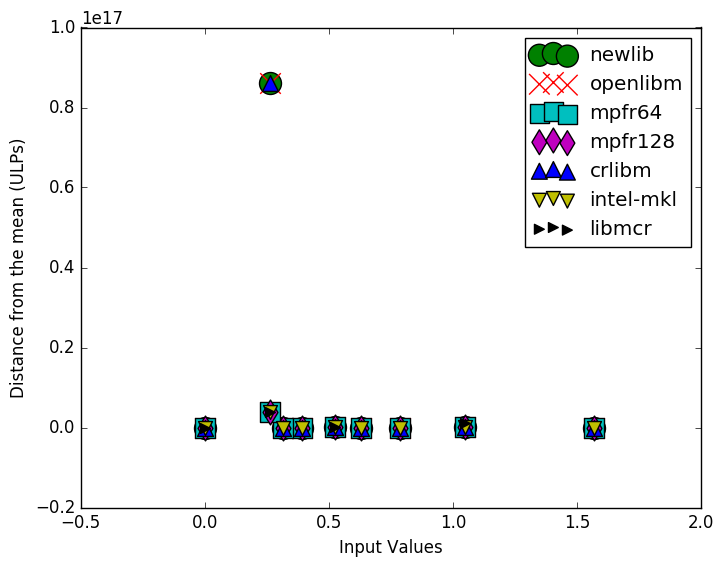 1e17
1.0
0.8
0.6
0.4
0.2
0.0
−0.2
−0.5
0.0
0.5
1.0
1.5
2.0
Distance from the mean (ULPs)
Input Values
newlib
openlibm
mpfr64
mpfr128
crlibm
intel-mkl
libmcr